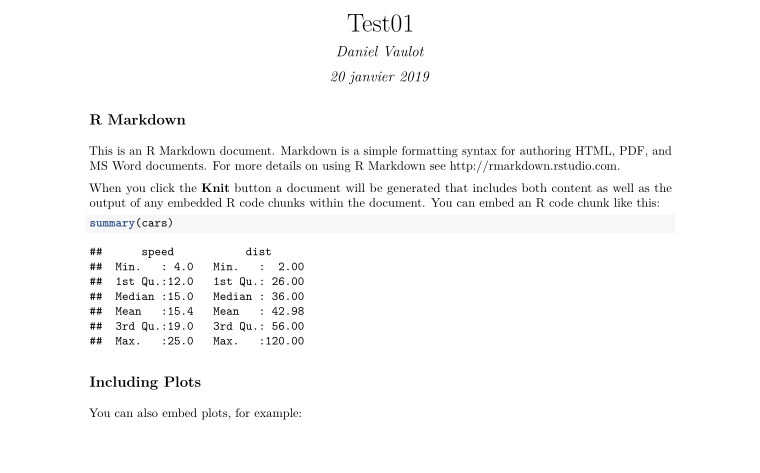 Test01
Daniel Vaulot
20 janvier 2019
R Markdown
This is an R Markdown document. Markdown is a simple formatting syntax for authoring HTML, PDF, and
MS Word documents. For more details on using R Markdown see http://rmarkdown.rstudio.com.
When you click the Knit button a document will be generated that includes both content as well as the
output of any embedded R code chunks within the document. You can embed an R code chunk like this:
summary(cars)
##      speed           dist
##  Min.   : 4.0   Min.   :  2.00
##  1st Qu.:12.0   1st Qu.: 26.00
##  Median :15.0   Median : 36.00
##  Mean   :15.4   Mean   : 42.98
##  3rd Qu.:19.0   3rd Qu.: 56.00
##  Max.   :25.0   Max.   :120.00
Including Plots
You can also embed plots, for example: